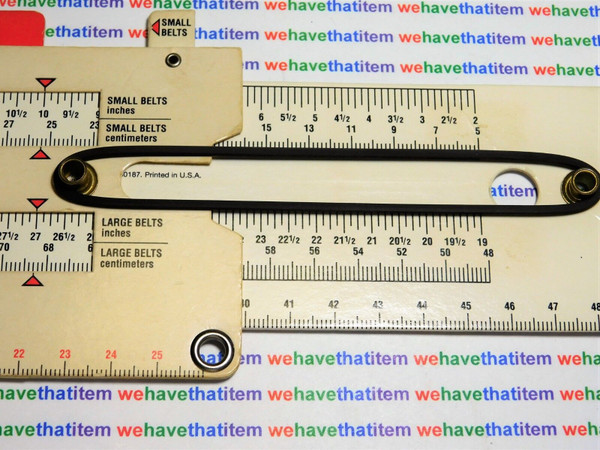 wehavethatitem wehavethatitem wehavethatitem
SMALL
BELTS
wehavethatitem wehavethatitem
wehavethatitem wehavethatitem
SMALL BELTS
inches
10½ 10 9½
27 25
SMALL BELTS
centimeters
6 5½ 5 4½ 4 3½ 3 2½ 2
15 13 11 9 7 5
0187. Printed in U.S.A.
atitem
LARGE BELTS
inches
27½ 27 26½
70 68
LARGE BELTS
centimeters
23 22½ 22 21½ 21 20½ 20 19½ 19
58 56 54 52 50 48
40 41 42 43 44 45 46 47 48
22 23 24 25
wehavethatitem wehavethatitem wehavethatitem
wehavethatitem wehavethatitem wehavethatitem wehavethatitem
avethatitem wehavethatitem wehavethatitem wehavethatitem